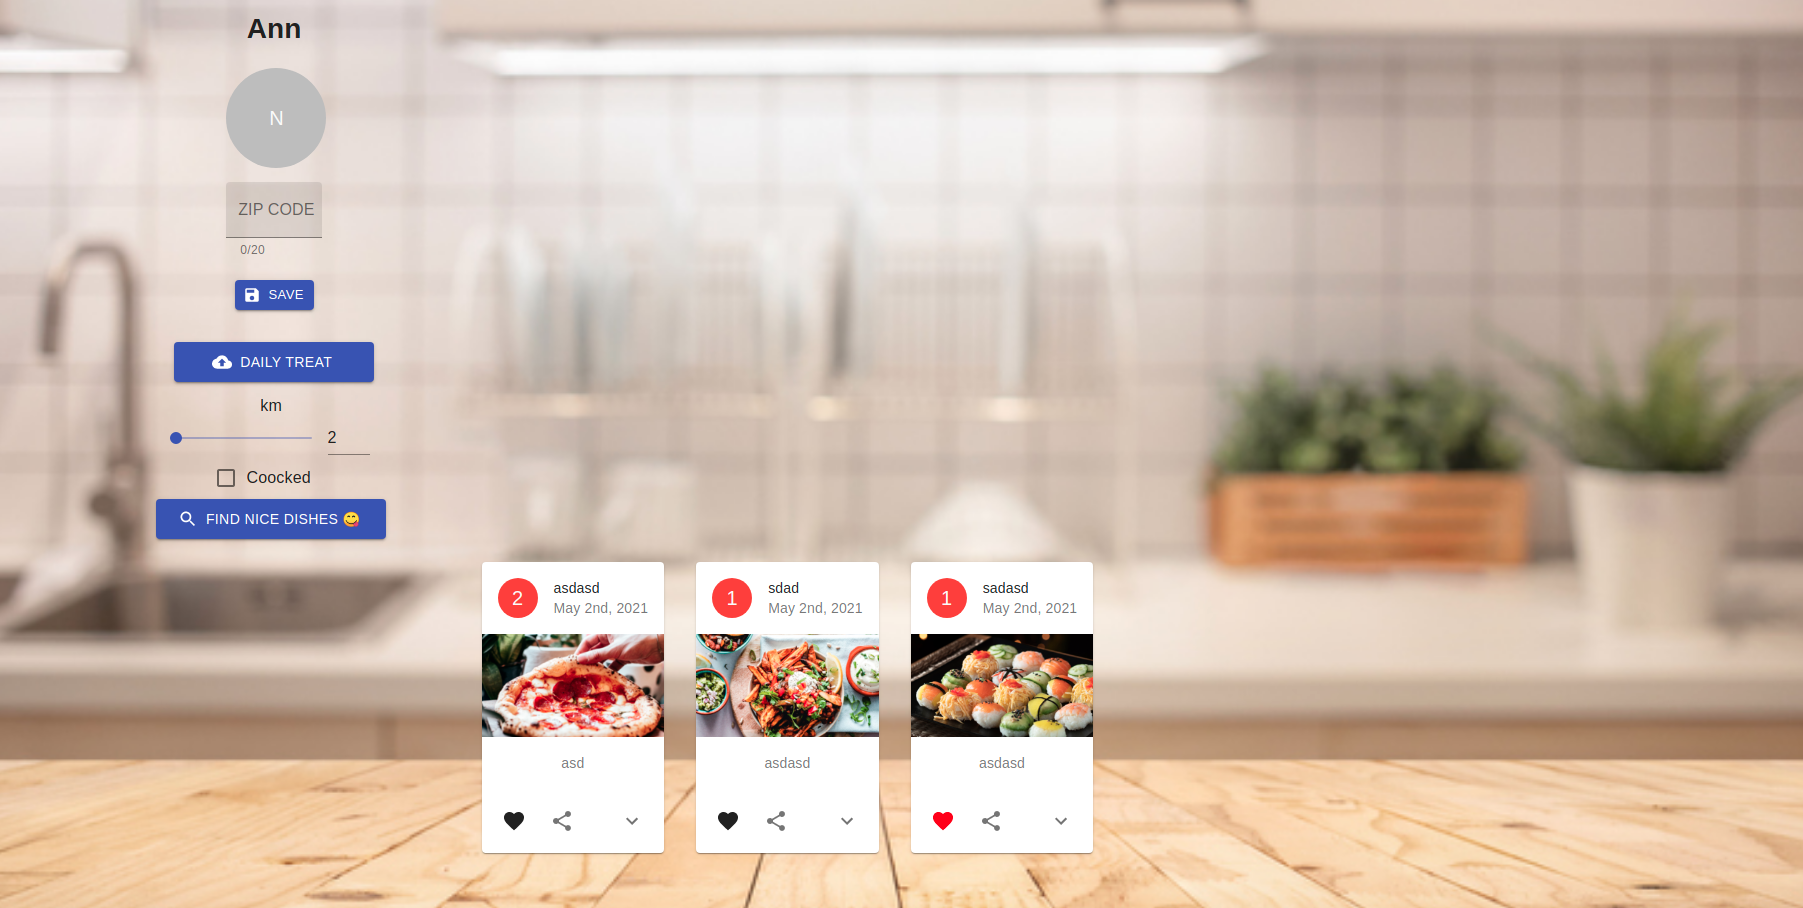 Ann
N
ZIP CODE
0/20
SAVE
DAILY TREAT
km
2
Coocked
FIND NICE DISHES 😋
2
asdasd
May 2nd, 2021
asd
1
sdad
May 2nd, 2021
asdasd
1
sadasd
May 2nd, 2021
asdasd